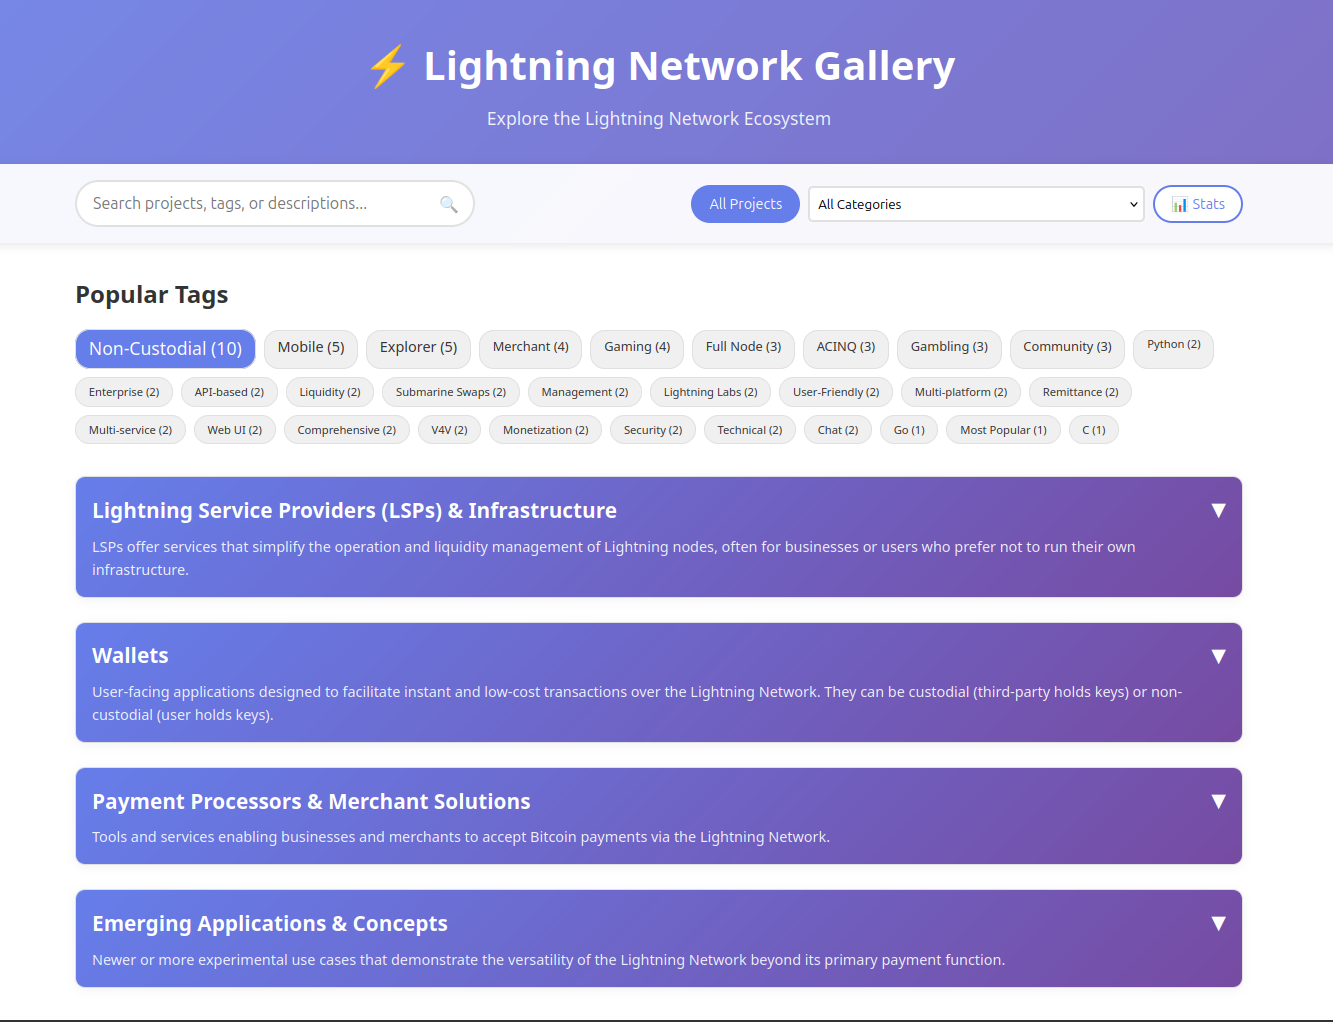 ⚡ Lightning Network Gallery
Explore the Lightning Network Ecosystem
Search projects, tags, or descriptions... 🔍 All Projects All Categories 📊 Stats
Popular Tags
Non-Custodial (10) Mobile (5) Explorer (5) Merchant (4) Gaming (4) Full Node (3) ACINQ (3) Gambling (3) Community (3) Python (2)
Enterprise (2) API-based (2) Liquidity (2) Submarine Swaps (2) Management (2) Lightning Labs (2) User-Friendly (2) Multi-platform (2) Remittance (2)
Multi-service (2) Web UI (2) Comprehensive (2) V4V (2) Monetization (2) Security (2) Technical (2) Chat (2) Go (1) Most Popular (1) C (1)
Lightning Service Providers (LSPs) & Infrastructure ▼
LSPs offer services that simplify the operation and liquidity management of Lightning nodes, often for businesses or users who prefer not to run their own
infrastructure.
Wallets ▼
User-facing applications designed to facilitate instant and low-cost transactions over the Lightning Network. They can be custodial (third-party holds keys) or non-
custodial (user holds keys).
Payment Processors & Merchant Solutions ▼
Tools and services enabling businesses and merchants to accept Bitcoin payments via the Lightning Network.
Emerging Applications & Concepts ▼
Newer or more experimental use cases that demonstrate the versatility of the Lightning Network beyond its primary payment function.